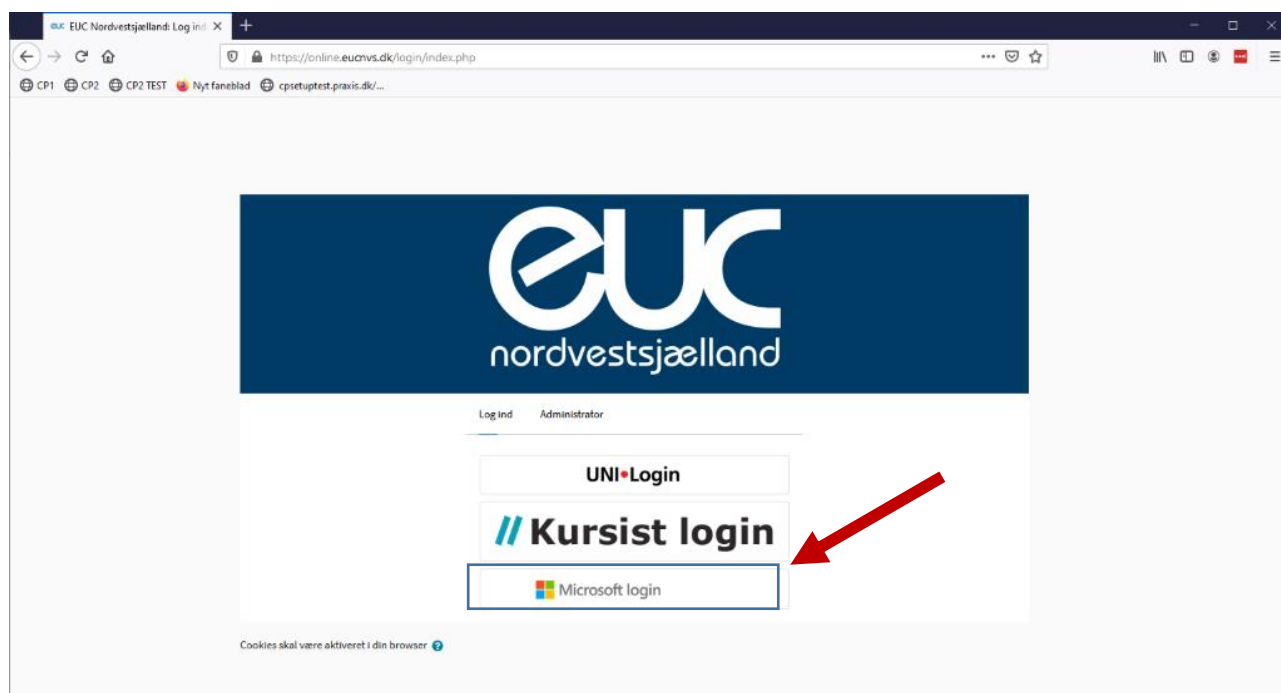 euc EUC Nordvestsjælland: Log ind
https://online.eucnvs.dk/login/index.php
CP1 CP2 CP2 TEST Nyt faneblad cpsetuptest.praxis.dk/...
euc
nordvestsjælland
Log ind Administrator
UNI•Login
// Kursist login
Microsoft login
Cookies skal være aktiveret i din browser ?